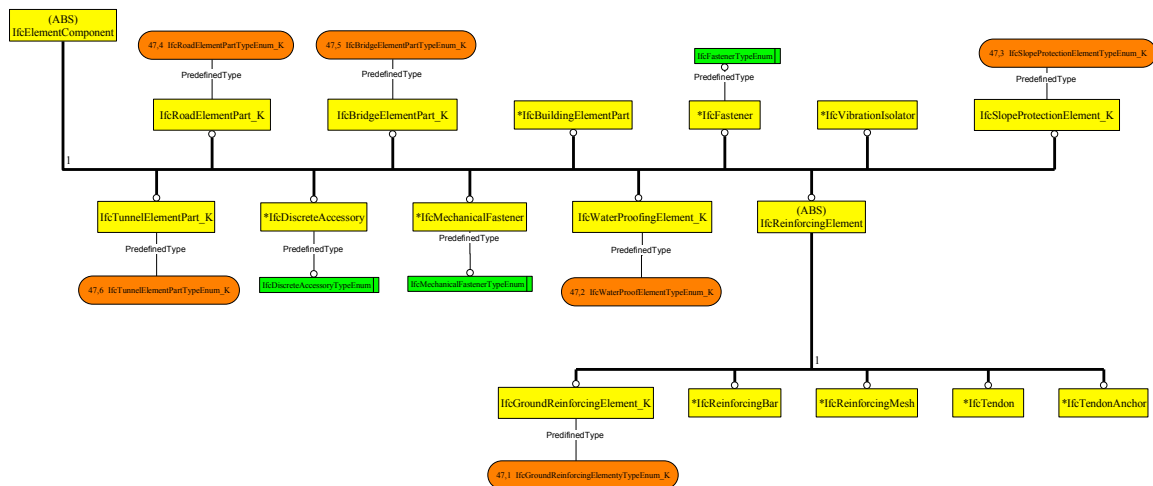 (ABS)
IfcElementComponent
47,4 IfcRoadElementPartTypeEnum_K
47,5 IfcBridgeElementPartTypeEnum_K
IfcFastenerTypeEnum
47,3 IfcSlopeProtectionElementTypeEnum_K
PredefinedType
PredefinedType
PredefinedType
PredefinedType
IfcRoadElementPart_K
IfcBridgeElementPart_K
*IfcBuildingElementPart
*IfcFastener
*IfcVibrationIsolator
IfcSlopeProtectionElement_K
1
IfcTunnelElementPart_K
*IfcDiscreteAccessory
*IfcMechanicalFastener
IfcWaterProofingElement_K
(ABS)
IfcReinforcingElement
PredefinedType
PredefinedType
PredefinedType
PredefinedType
47,6 IfcTunnelElementPartTypeEnum_K
IfcDiscreteAccessoryTypeEnum
IfcMechanicalFastenerTypeEnum
47,2 IfcWaterProofElementTypeEnum_K
1
IfcGroundReinforcingElement_K
*IfcReinforcingBar
*IfcReinforcingMesh
*IfcTendon
*IfcTendonAnchor
PredifinedType
47,1 IfcGroundReinforcingElementyTypeEnum_K